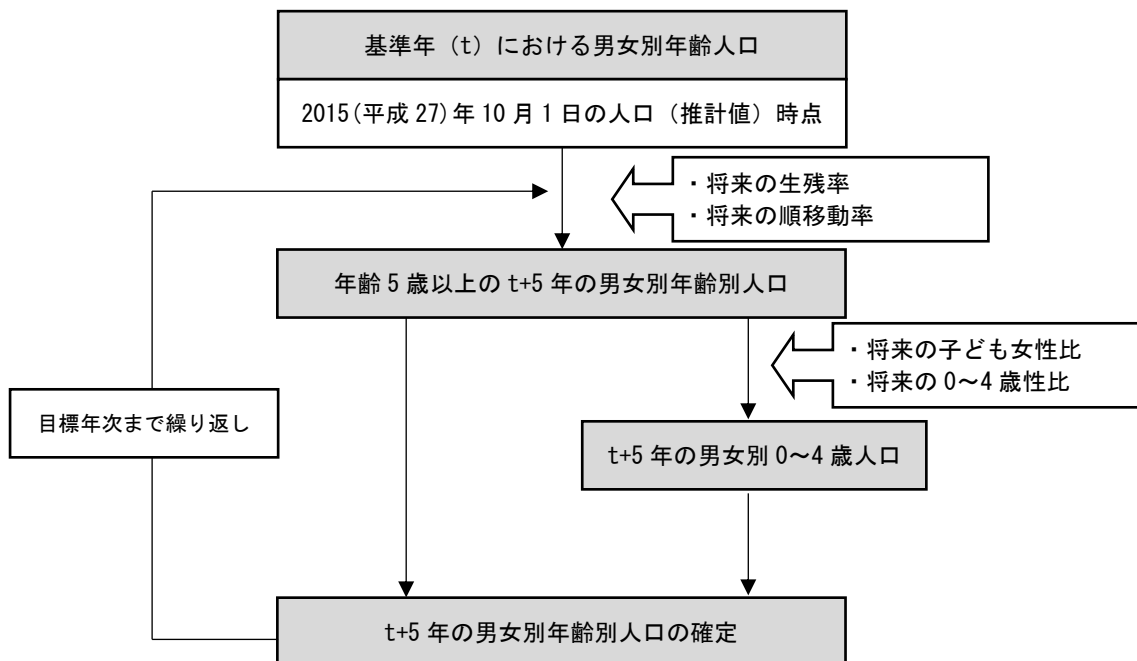 基準年（t）における男女別年齢人口
2015(平成 27)年 10 月 1 日の人口（推計値）時点
・将来の生残率
・将来の順移動率
年齢 5 歳以上の t+5 年の男女別年齢別人口
・将来の子ども女性比
・将来の 0～4 歳性比
目標年次まで繰り返し
t+5 年の男女別 0～4 歳人口
t+5 年の男女別年齢別人口の確定